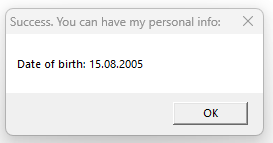 Success. You can have my personal info:
Date of birth: 15.08.2005
OK